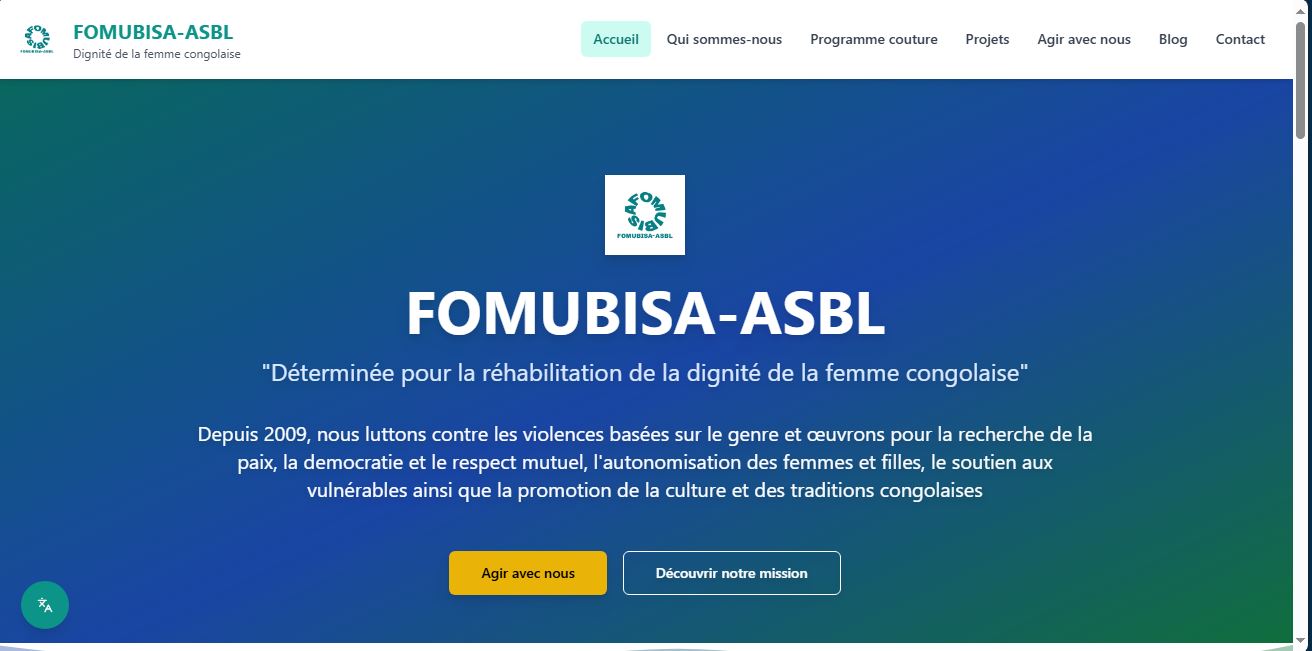 FOMUBISA-ASBL
FOMUBISA-ASBL
Dignité de la femme congolaise
Accueil
Qui sommes-nous
Programme couture
Projets
Agir avec nous
Blog
Contact
FOMUBISA
FOMUBISA-ASBL
FOMUBISA-ASBL
"Déterminée pour la réhabilitation de la dignité de la femme congolaise"
Depuis 2009, nous luttons contre les violences basées sur le genre et œuvrons pour la recherche de la
paix, la democratie et le respect mutuel, l'autonomisation des femmes et filles, le soutien aux
vulnérables ainsi que la promotion de la culture et des traditions congolaises
Agir avec nous
Découvrir notre mission